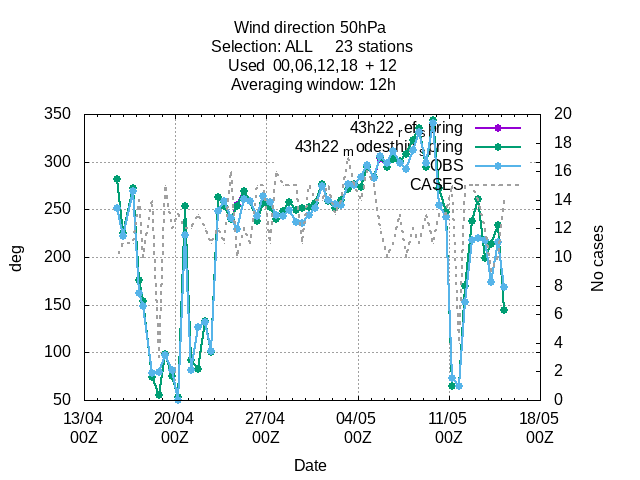 Wind direction 50hPa
Selection: ALL 23 stations
Used 00,06,12,18 + 12
Averaging window: 12h
350
300
250
200
150
100
50
deg
20
18
16
14
12
10
8
6
4
2
0
No cases
43h22_refspring
43h22_modesthinspring
OBS
CASES
13/04 20/04 27/04 04/05 11/05 18/05
00Z 00Z 00Z 00Z 00Z 00Z
Date